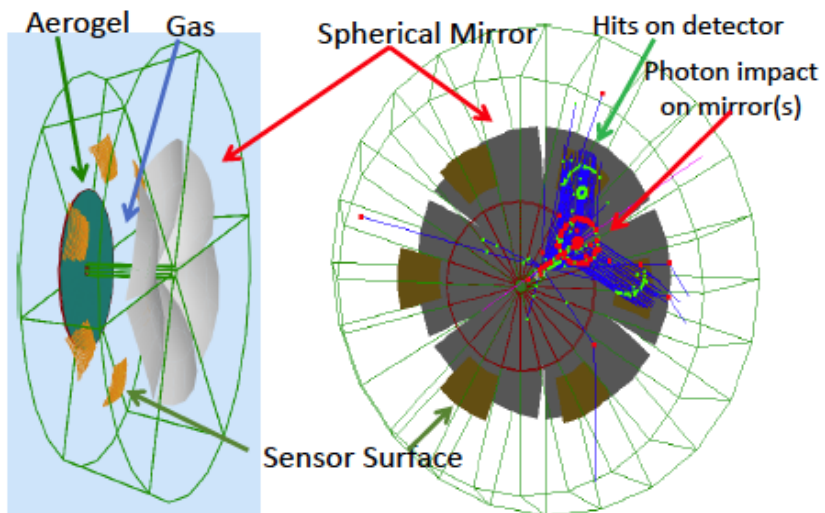 Aerogel
Gas
Spherical Mirror
Hits on detector
Photon impact
on mirror(s)
Sensor Surface